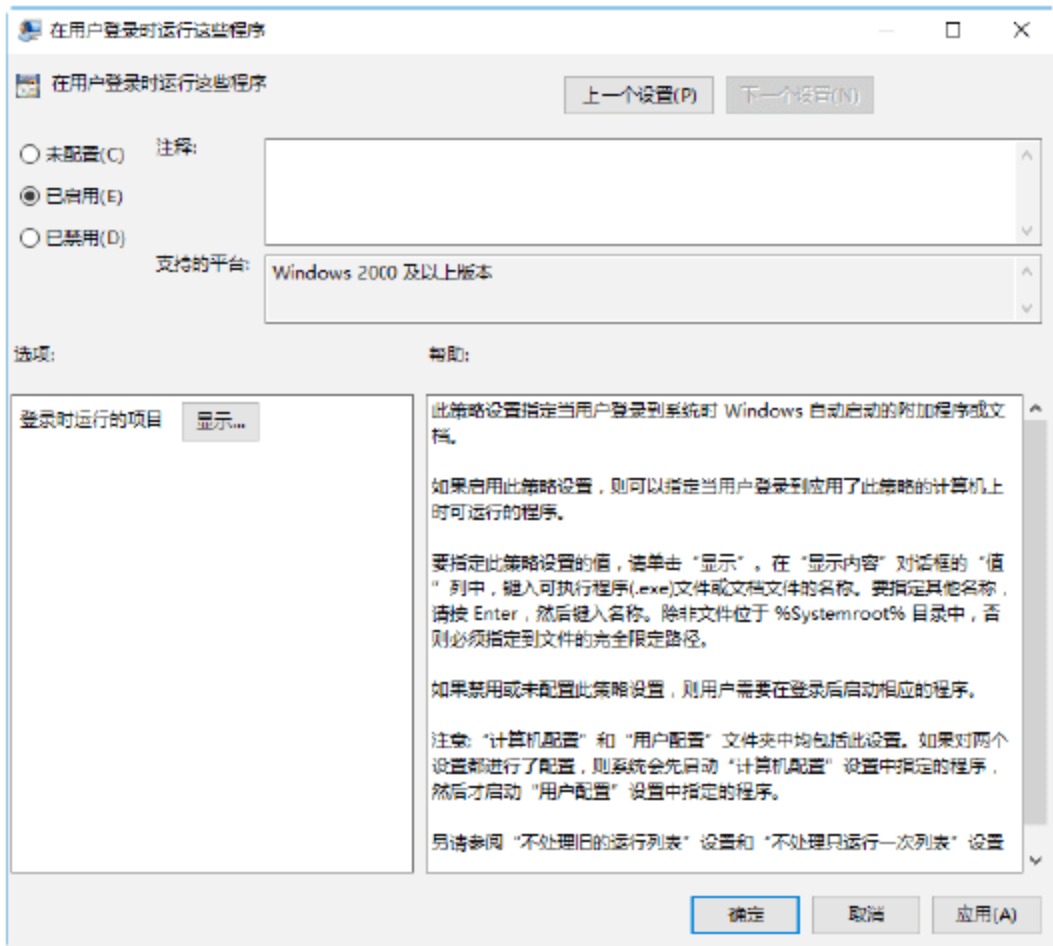 在用户登录时运行这些程序
在用户登录时运行这些程序
上一个设置(P)
下一个设置(N)
未配置(C)
注释:
已启用(E)
已禁用(D)
支持的平台:
Windows 2000 及以上版本
选项:
帮助:
登录时运行的项目
显示...
此策略设置指定当用户登录到系统时 Windows 自动启动的附加程序或文
档。
如果启用此策略设置，则可以指定当用户登录到应用了此策略的计算机上
时可运行的程序。
要指定此策略设置的值，请单击“显示”。在“显示内容”对话框的“值
”列中，键入可执行程序(.exe)文件或文档文件的名称。要指定其他名称，
请按 Enter，然后键入名称。除非文件位于 %Systemroot% 目录中，否
则必须指定到文件的完全限定路径。
如果禁用或未配置此策略设置，则用户需要在登录后启动相应的程序。
注意:“计算机配置”和“用户配置”文件夹中均包括此设置。如果对两个
设置都进行了配置，则系统会先启动“计算机配置”设置中指定的程序，
然后才启动“用户配置”设置中指定的程序。
另请参阅“不处理旧的运行列表”设置和“不处理只运行一次列表”设置
确定
取消
应用(A)